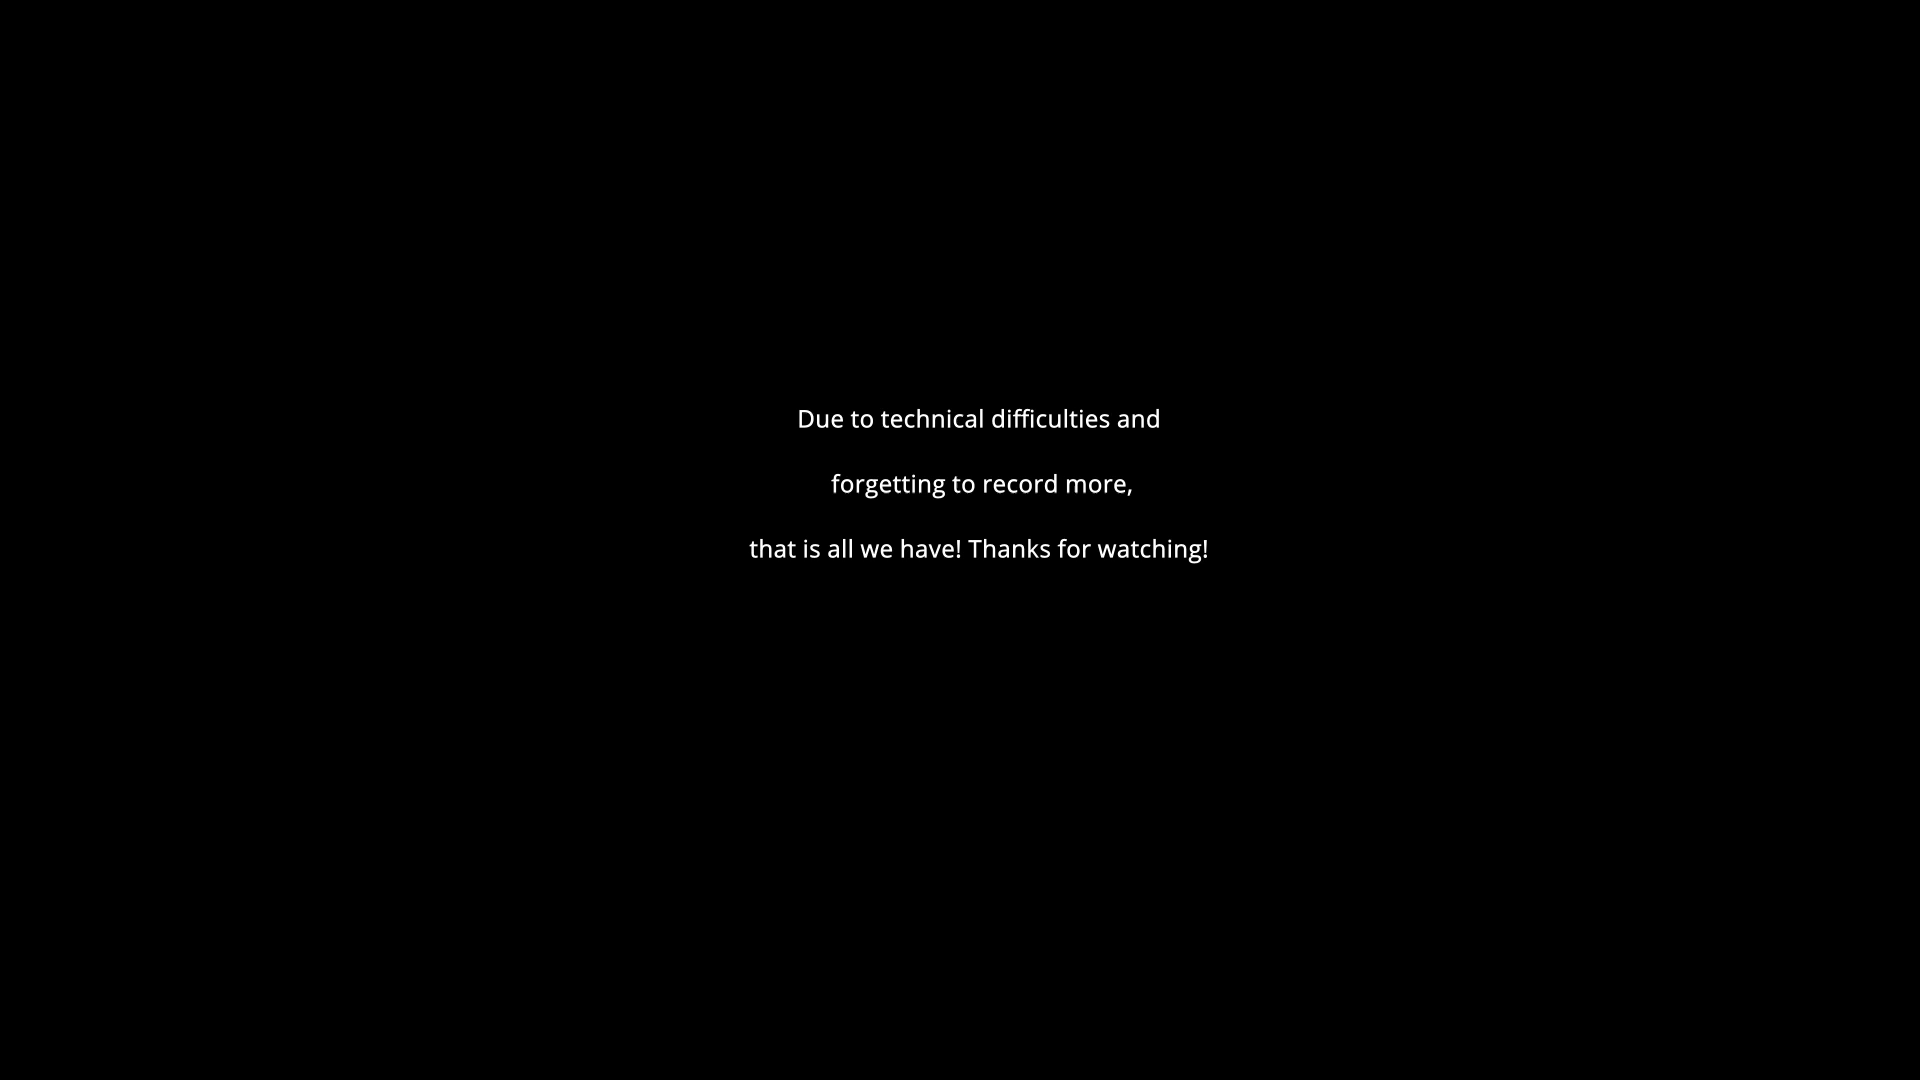 Due to technical difficulties and
forgetting to record more,
that is all we have! Thanks for watching!